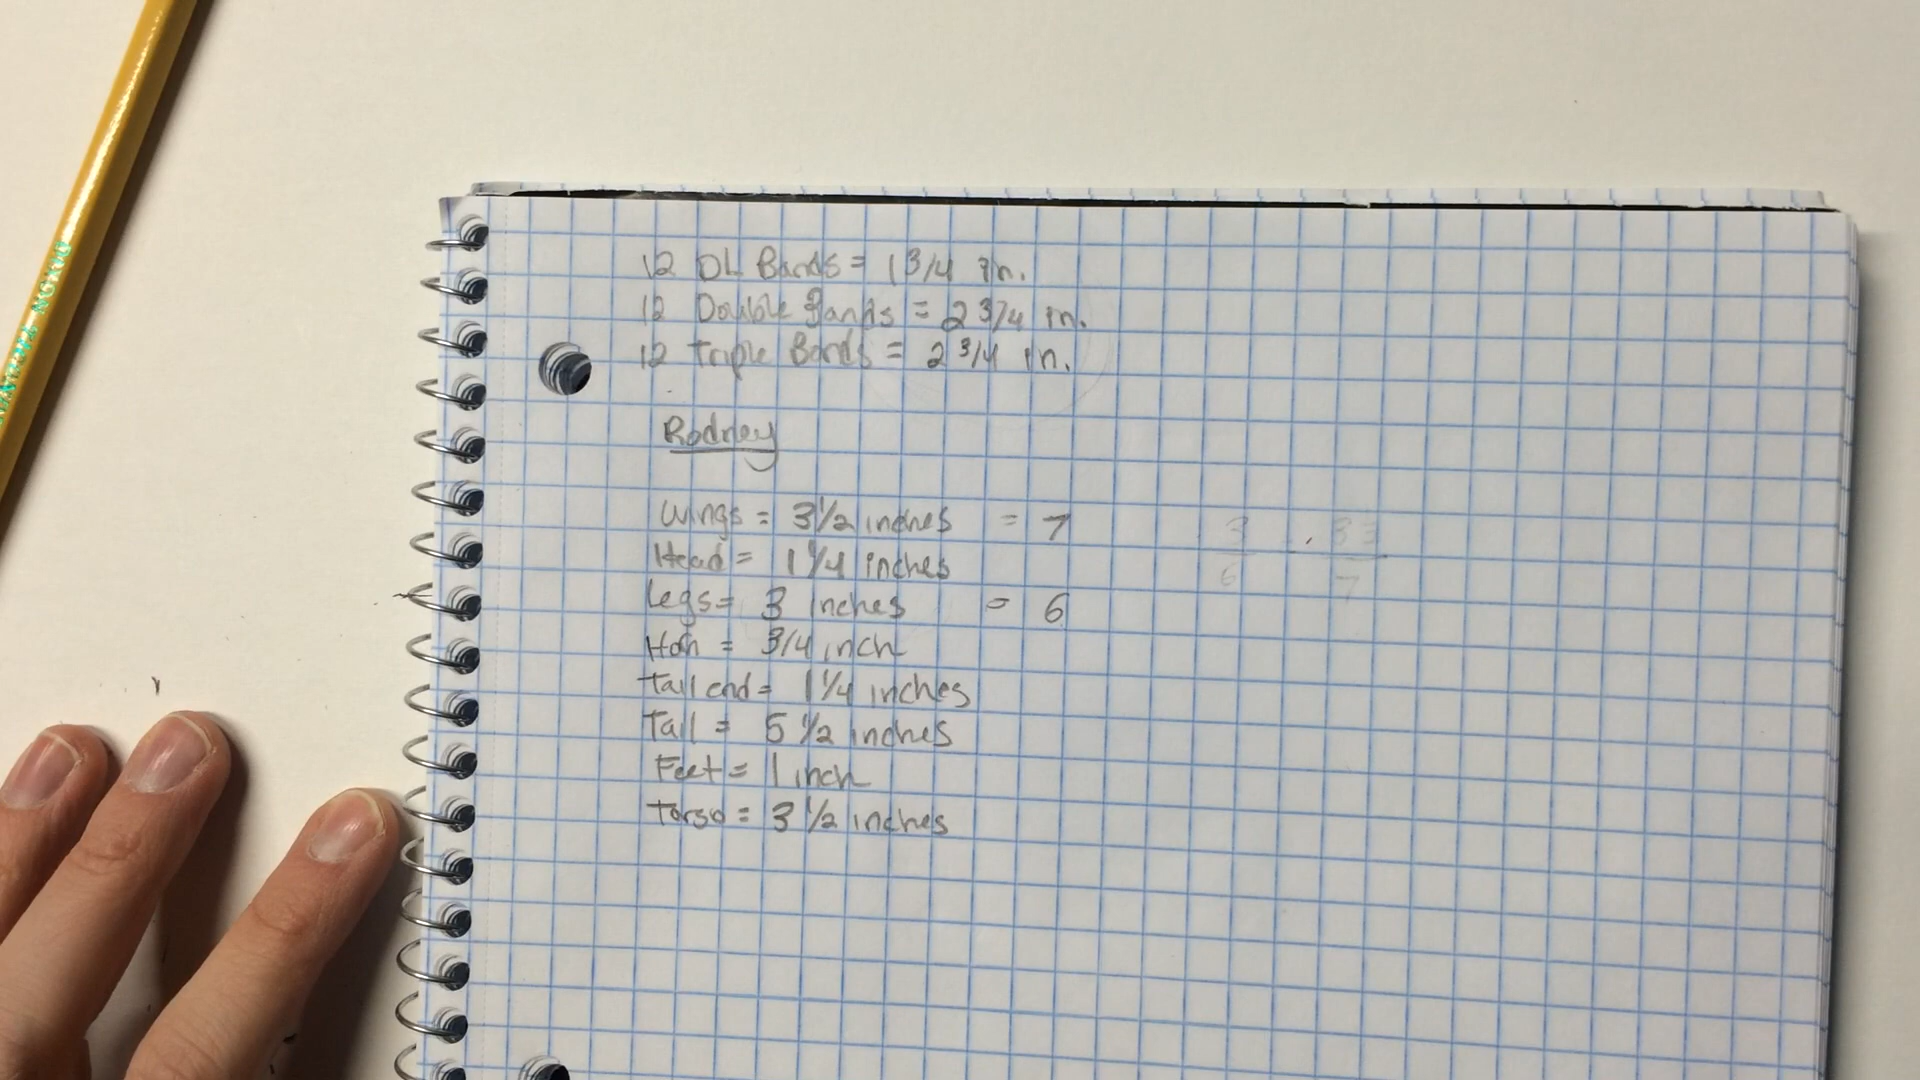 12 DL Bands = 1 3/4 in.
12 Double Bands = 2 3/4 in.
12 Triple Bands = 2 3/4 in.
Rodney
Wings = 3 1/2 inches = 7
Head = 1 1/4 inches
Legs = 3 inches = 6
= 3/4 inch
Tail end = 1 1/4 inches
Tail = 5 1/2 inches
Feet = 1 inch
Torso = 3 1/2 inches
3
6
7